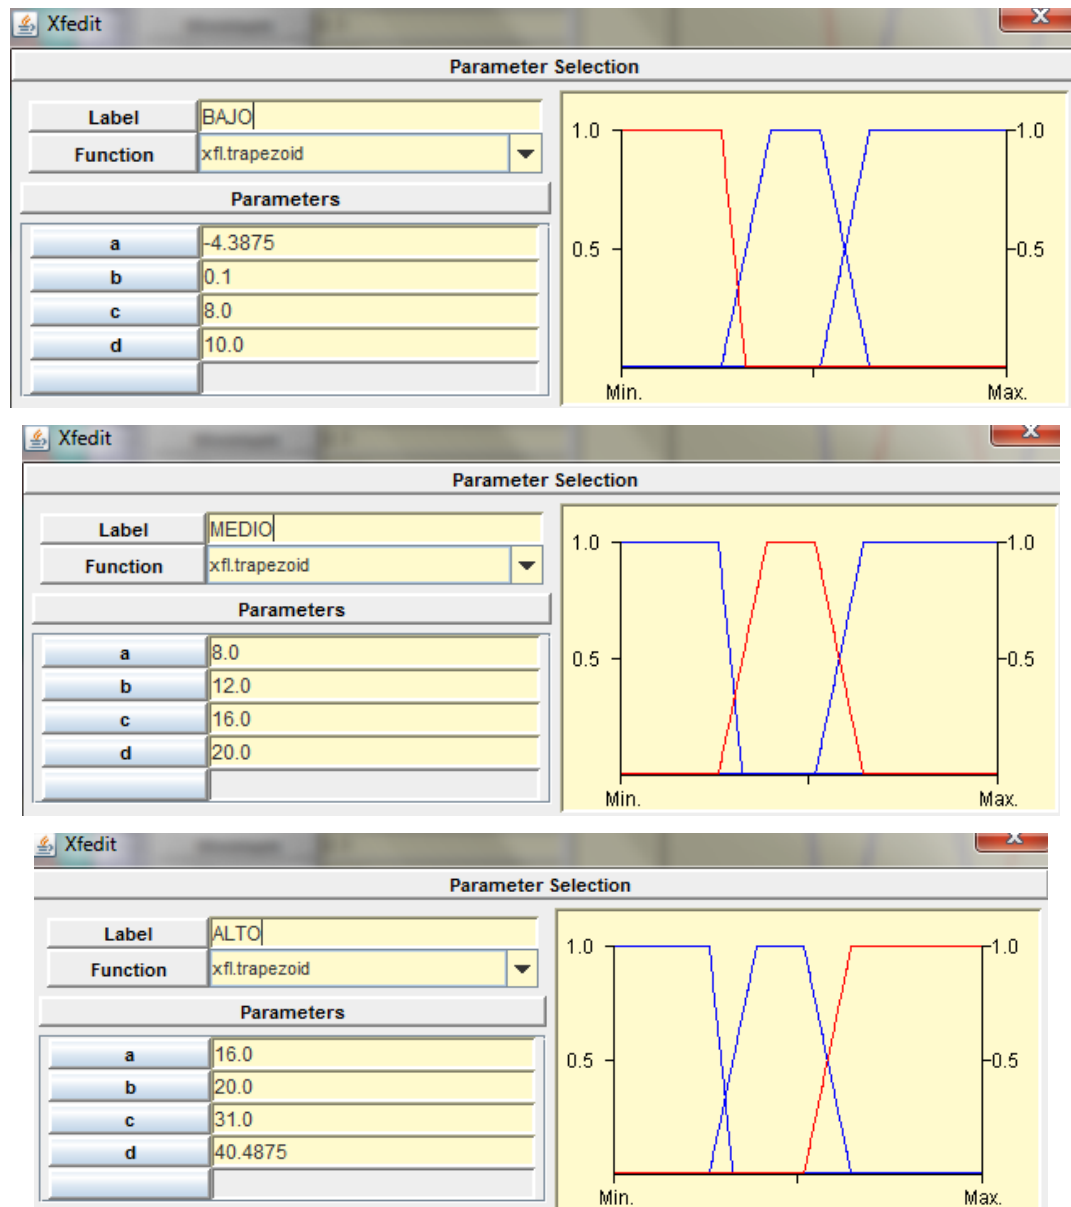 Xfedit
Parameter Selection
Label BAJO
Function xfl.trapezoid
Parameters
a -4.3875
b 0.1
c 8.0
d 10.0
1.0 1.0
0.5 0.5
Min. Max.
Xfedit
Parameter Selection
Label MEDIO
Function xfl.trapezoid
Parameters
a 8.0
b 12.0
c 16.0
d 20.0
1.0 1.0
0.5 0.5
Min. Max.
Xfedit
Parameter Selection
Label ALTO
Function xfl.trapezoid
Parameters
a 16.0
b 20.0
c 31.0
d 40.4875
1.0 1.0
0.5 0.5
Min. Max.